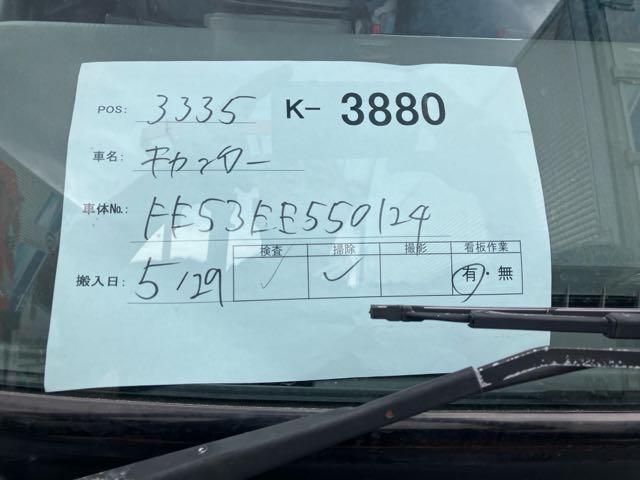 POS: 3335 K- 3880
車名: キャンター
車体No.: FE53EE550124
検査 掃除 撮影 看板作業
搬入日: 5/29 ✓ ✓ 有・無